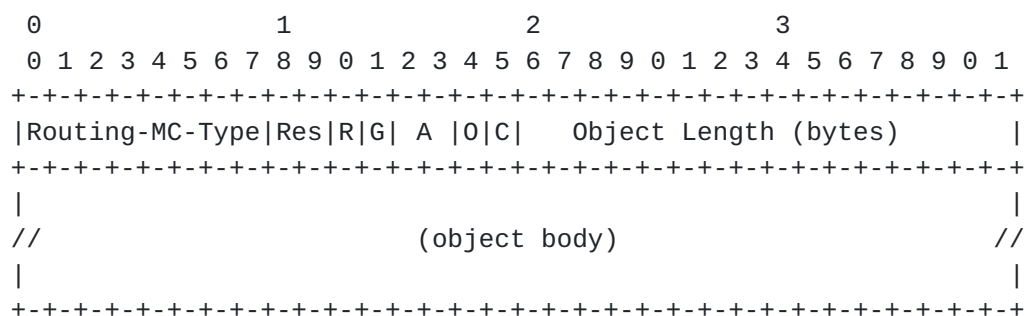 0                   1                   2                   3
 0 1 2 3 4 5 6 7 8 9 0 1 2 3 4 5 6 7 8 9 0 1 2 3 4 5 6 7 8 9 0 1
+-+-+-+-+-+-+-+-+-+-+-+-+-+-+-+-+-+-+-+-+-+-+-+-+-+-+-+-+-+-+-+-+
|Routing-MC-Type|Res|R|G| A |O|C|   Object Length (bytes)       |
+-+-+-+-+-+-+-+-+-+-+-+-+-+-+-+-+-+-+-+-+-+-+-+-+-+-+-+-+-+-+-+-+
|                                                               |
//                        (object body)                        //
|                                                               |
+-+-+-+-+-+-+-+-+-+-+-+-+-+-+-+-+-+-+-+-+-+-+-+-+-+-+-+-+-+-+-+-+